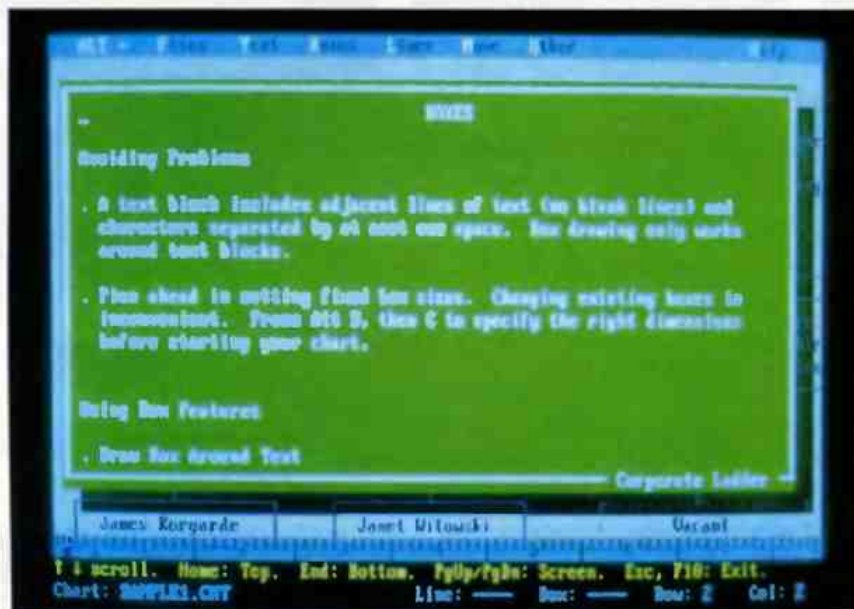 ALT - Files Text Boxes Lines Move Other Help
BOXES
Avoiding Problems
. A text block includes adjacent lines of text (no blank lines) and
characters separated by at most one space. Box drawing only works
around text blocks.
. Plan ahead in setting fixed box sizes. Changing existing boxes is
inconvenient. Press Alt B, then C to specify the right dimensions
before starting your chart.
Using Box Features
. Draw Box Around Text
Corporate Ladder
James Korgarde Janet Witowski Vacant
↑ ↓ scroll. Home: Top. End: Bottom. PgUp/PgDn: Screen. Esc, F10: Exit.
Chart: SAMPLE1.CHT Line: Box: Row: 2 Col: 2